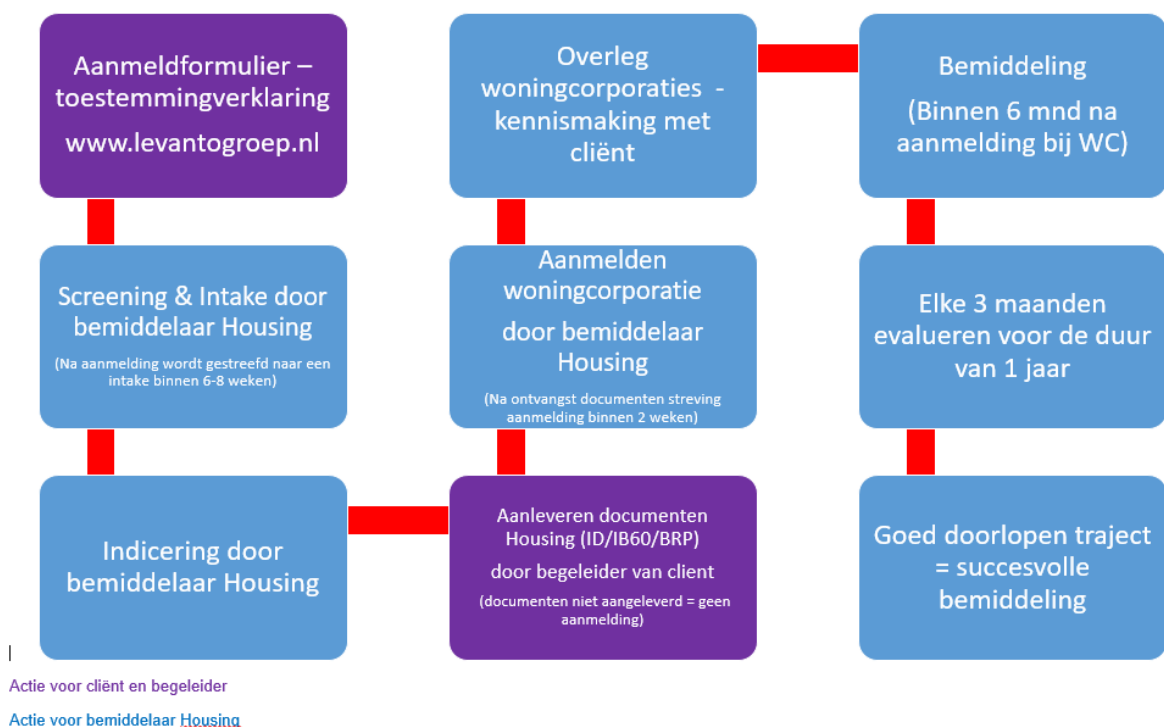 Aanmeldformulier –
toestemmingverklaring
www.levantogroep.nl
Screening & Intake door
bemiddelaar Housing
(Na aanmelding wordt gestreefd naar een
intake binnen 6-8 weken)
Indicering door
bemiddelaar Housing
Aanleveren documenten
Housing (ID/IB60/BRP)
door begeleider van client
(documenten niet aangeleverd = geen
aanmelding)
Aanmelden
woningcorporatie
door bemiddelaar
Housing
(Na ontvangst documenten streving
aanmelding binnen 2 weken)
Overleg
woningcorporaties -
kennismaking met
cliënt
Bemiddeling
(Binnen 6 mnd na
aanmelding bij WC)
Elke 3 maanden
evalueren voor de duur
van 1 jaar
Goed doorlopen traject
= succesvolle
bemiddeling
Actie voor cliënt en begeleider
Actie voor bemiddelaar Housing